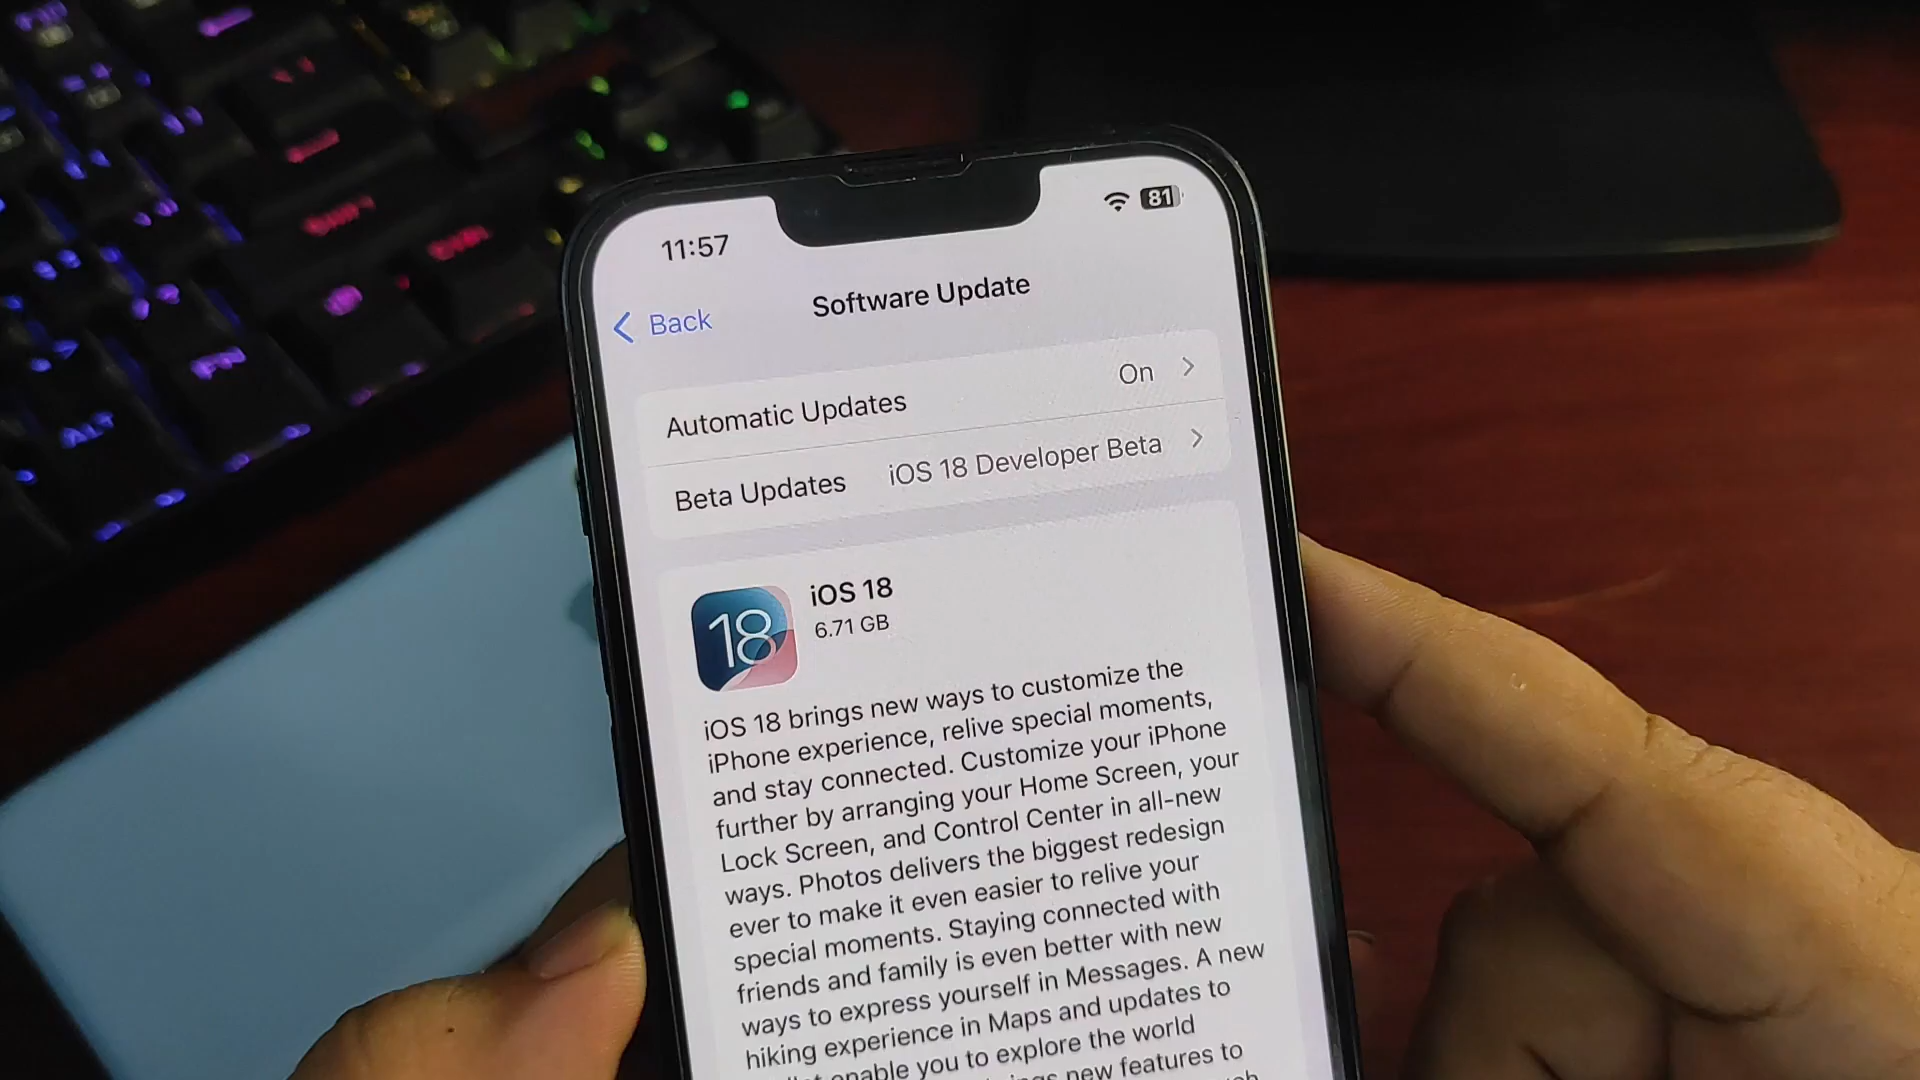 11:57
81
Back
Software Update
Automatic Updates
On
Beta Updates
iOS 18 Developer Beta
18
iOS 18
6.71 GB
iOS 18 brings new ways to customize the
iPhone experience, relive special moments,
and stay connected. Customize your iPhone
further by arranging your Home Screen, your
Lock Screen, and Control Center in all-new
ways. Photos delivers the biggest redesign
ever to make it even easier to relive your
special moments. Staying connected with
friends and family is even better with new
ways to express yourself in Messages. A new
hiking experience in Maps and updates to
enable you to explore the world
new features to
Alt